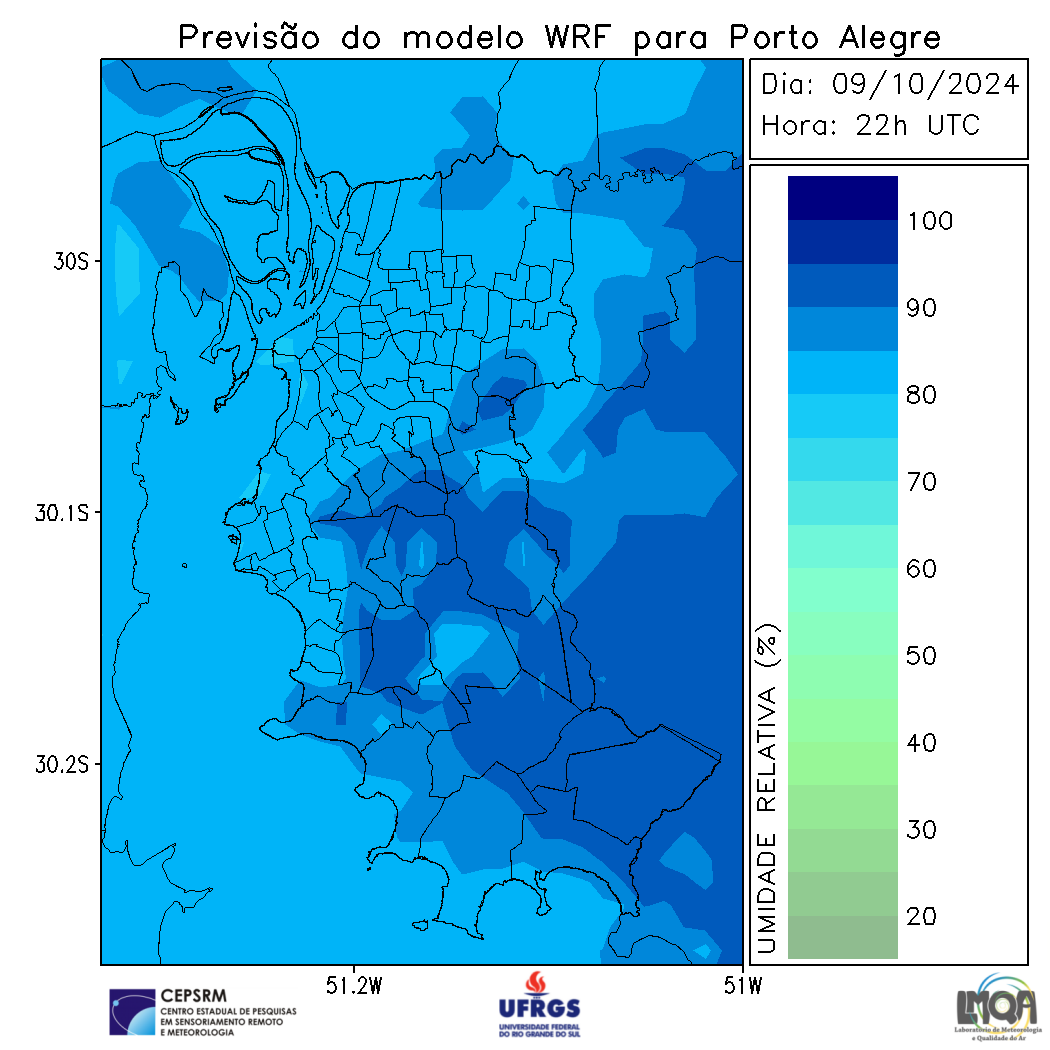 Previsão do modelo WRF para Porto Alegre
Dia: 09/10/2024
Hora: 22h UTC
30S
30.1S
30.2S
51.2W
51W
UMIDADE RELATIVA (%)
100
90
80
70
60
50
40
30
20
CEPSRM
CENTRO ESTADUAL DE PESQUISAS
EM SENSORIAMENTO REMOTO
E METEOROLOGIA
UFRGS
UNIVERSIDADE FEDERAL
DO RIO GRANDE DO SUL
LMQA
Laboratório de Meteorologia
e Qualidade do Ar